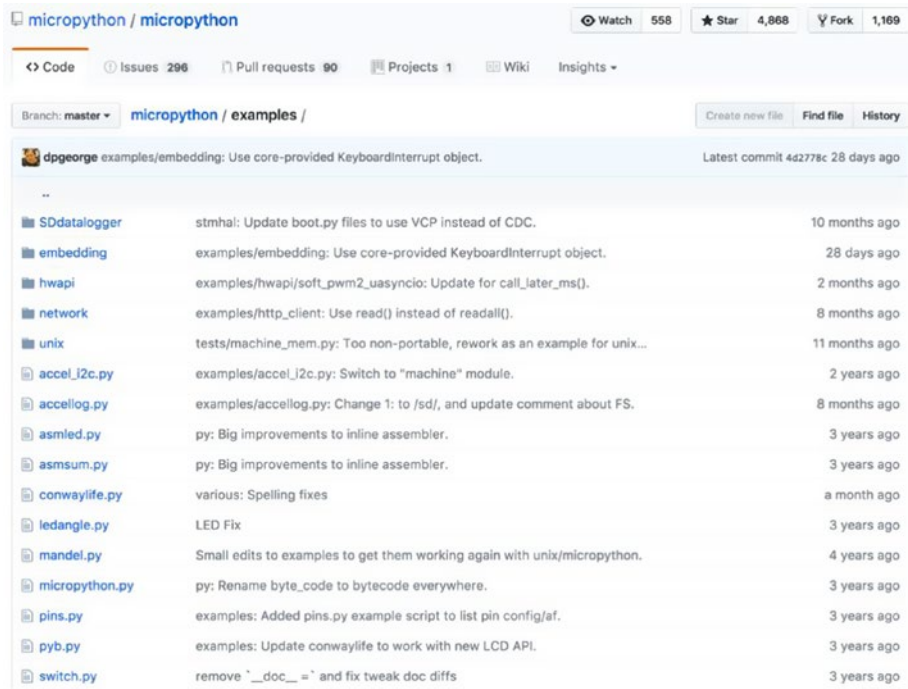 micropython / micropython Watch 558 Star 4,868 Fork 1,169
<> Code Issues 296 Pull requests 90 Projects 1 Wiki Insights
Branch: master micropython / examples / Create new file Find file History
dpgeorge examples/embedding: Use core-provided KeyboardInterrupt object. Latest commit 4d2778c 28 days ago
..
SDdatalogger stmhal: Update boot.py files to use VCP instead of CDC. 10 months ago
embedding examples/embedding: Use core-provided KeyboardInterrupt object. 28 days ago
hwapi examples/hwapi/soft_pwm2_uasyncio: Update for call_later_ms(). 2 months ago
network examples/http_client: Use read() instead of readall(). 8 months ago
unix tests/machine_mem.py: Too non-portable, rework as an example for unix... 11 months ago
accel_i2c.py examples/accel_i2c.py: Switch to "machine" module. 2 years ago
accellog.py examples/accellog.py: Change 1: to /sd/, and update comment about FS. 8 months ago
asmled.py py: Big improvements to inline assembler. 3 years ago
asmsum.py py: Big improvements to inline assembler. 3 years ago
conwaylife.py various: Spelling fixes a month ago
ledangle.py LED Fix 3 years ago
mandel.py Small edits to examples to get them working again with unix/micropython. 4 years ago
micropython.py py: Rename byte_code to bytecode everywhere. 3 years ago
pins.py examples: Added pins.py example script to list pin config/af. 3 years ago
pyb.py examples: Update conwaylife to work with new LCD API. 3 years ago
switch.py remove `__doc__ =` and fix tweak doc diffs 3 years ago